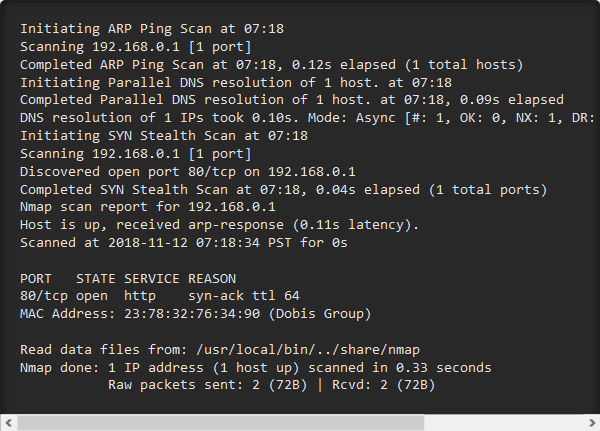 Initiating ARP Ping Scan at 07:18
Scanning 192.168.0.1 [1 port]
Completed ARP Ping Scan at 07:18, 0.12s elapsed (1 total hosts)
Initiating Parallel DNS resolution of 1 host. at 07:18
Completed Parallel DNS resolution of 1 host. at 07:18, 0.09s elapsed
DNS resolution of 1 IPs took 0.10s. Mode: Async [#: 1, OK: 0, NX: 1, DR:
Initiating SYN Stealth Scan at 07:18
Scanning 192.168.0.1 [1 port]
Discovered open port 80/tcp on 192.168.0.1
Completed SYN Stealth Scan at 07:18, 0.04s elapsed (1 total ports)
Nmap scan report for 192.168.0.1
Host is up, received arp-response (0.11s latency).
Scanned at 2018-11-12 07:18:34 PST for 0s
PORT   STATE SERVICE REASON
80/tcp open  http    syn-ack ttl 64
MAC Address: 23:78:32:76:34:90 (Dobis Group)
Read data files from: /usr/local/bin/../share/nmap
Nmap done: 1 IP address (1 host up) scanned in 0.33 seconds
           Raw packets sent: 2 (72B) | Rcvd: 2 (72B)